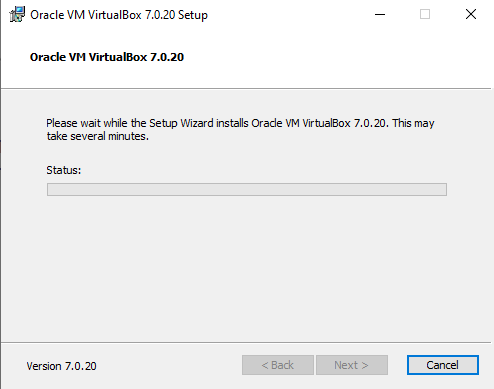 Oracle VM VirtualBox 7.0.20 Setup
Oracle VM VirtualBox 7.0.20
Please wait while the Setup Wizard installs Oracle VM VirtualBox 7.0.20. This may
take several minutes.
Status:
Version 7.0.20
< Back
Next >
Cancel